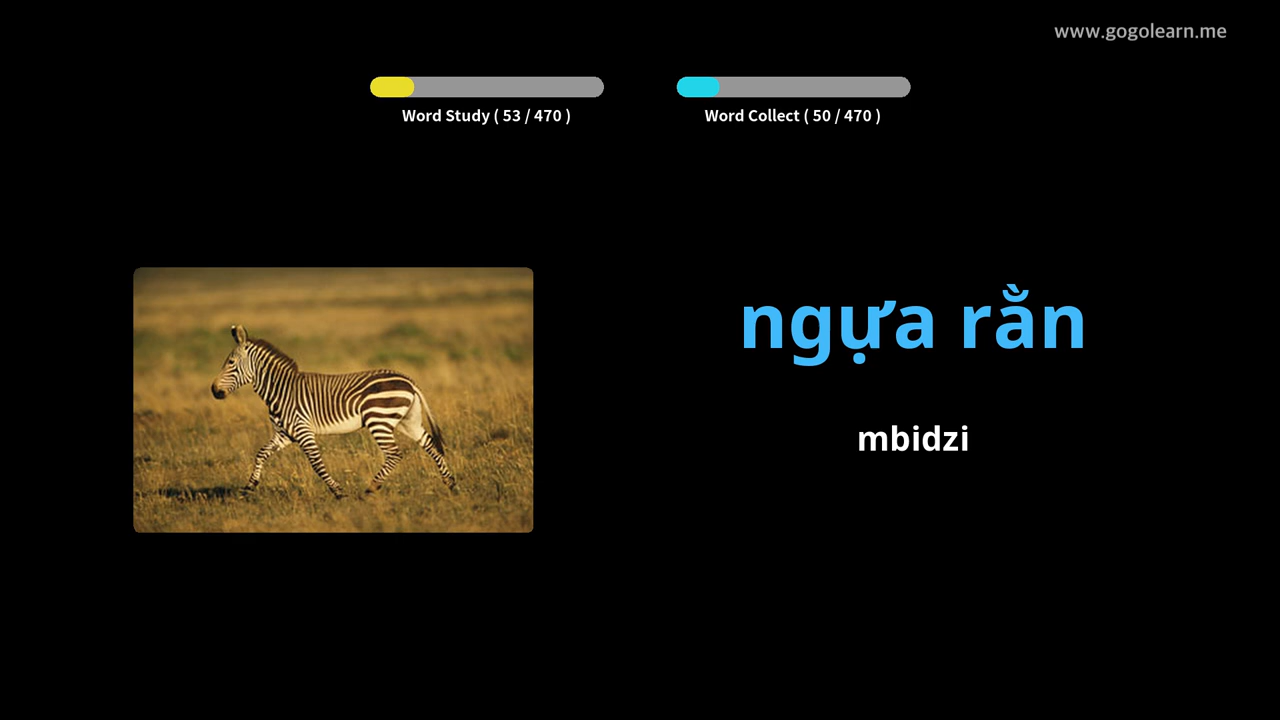 www.gogolearn.me
Word Study ( 53 / 470 )
Word Collect ( 50 / 470 )
ngựa rằn
mbidzi